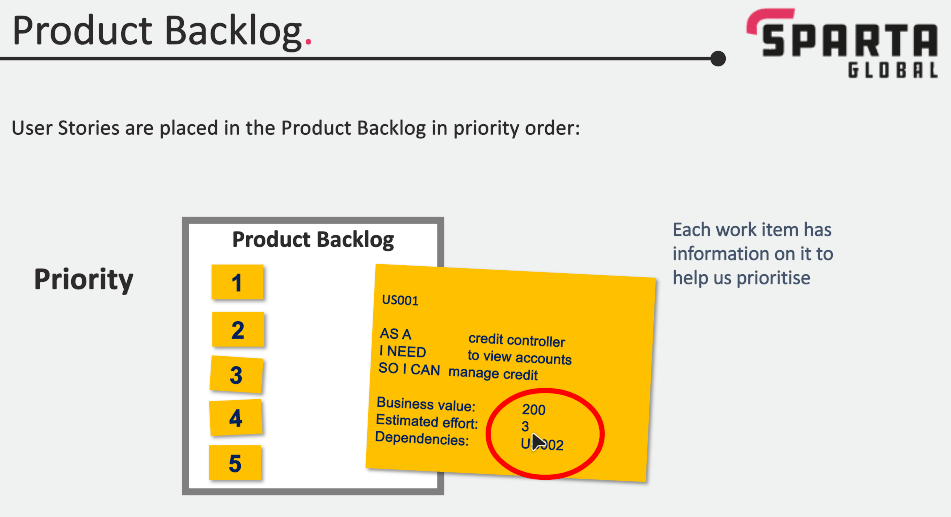 Product Backlog.
SPARTA
GLOBAL
User Stories are placed in the Product Backlog in priority order:
Priority
Product Backlog
1
2
3
4
5
US001
AS A credit controller
I NEED to view accounts
SO I CAN manage credit
Business value: 200
Estimated effort: 3
Dependencies:
Each work item has
information on it to
help us prioritise